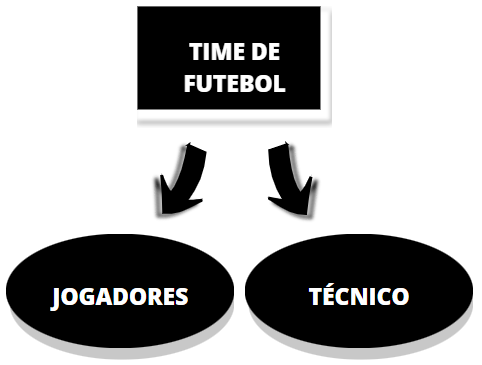 TIME DE
FUTEBOL
JOGADORES
TÉCNICO